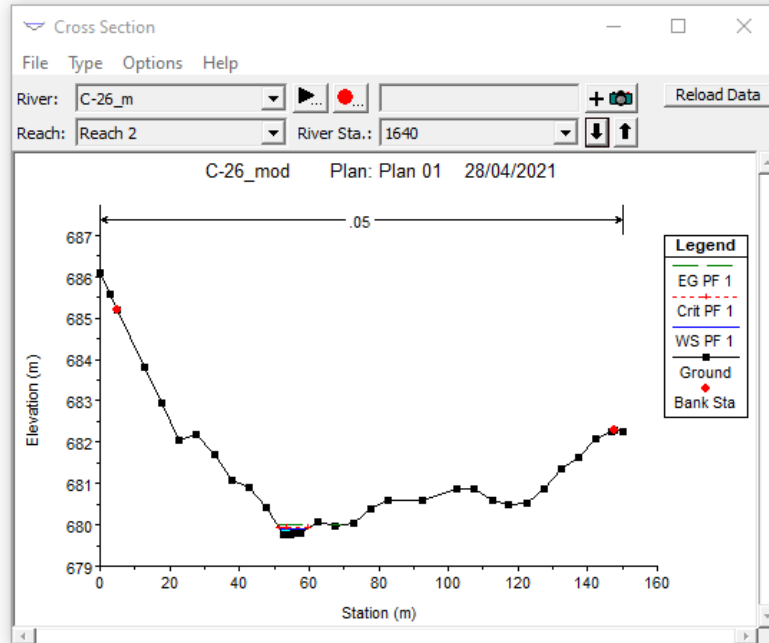 Cross Section
File Type Options Help
River: C-26_m ... ... + Reload Data
Reach: Reach 2 River Sta.: 1640
C-26_mod Plan: Plan 01 28/04/2021
.05
687
686
685
684
683
682
681
680
679
0 20 40 60 80 100 120 140 160
Elevation (m)
Station (m)
Legend
EG PF 1
Crit PF 1
WS PF 1
Ground
Bank Sta